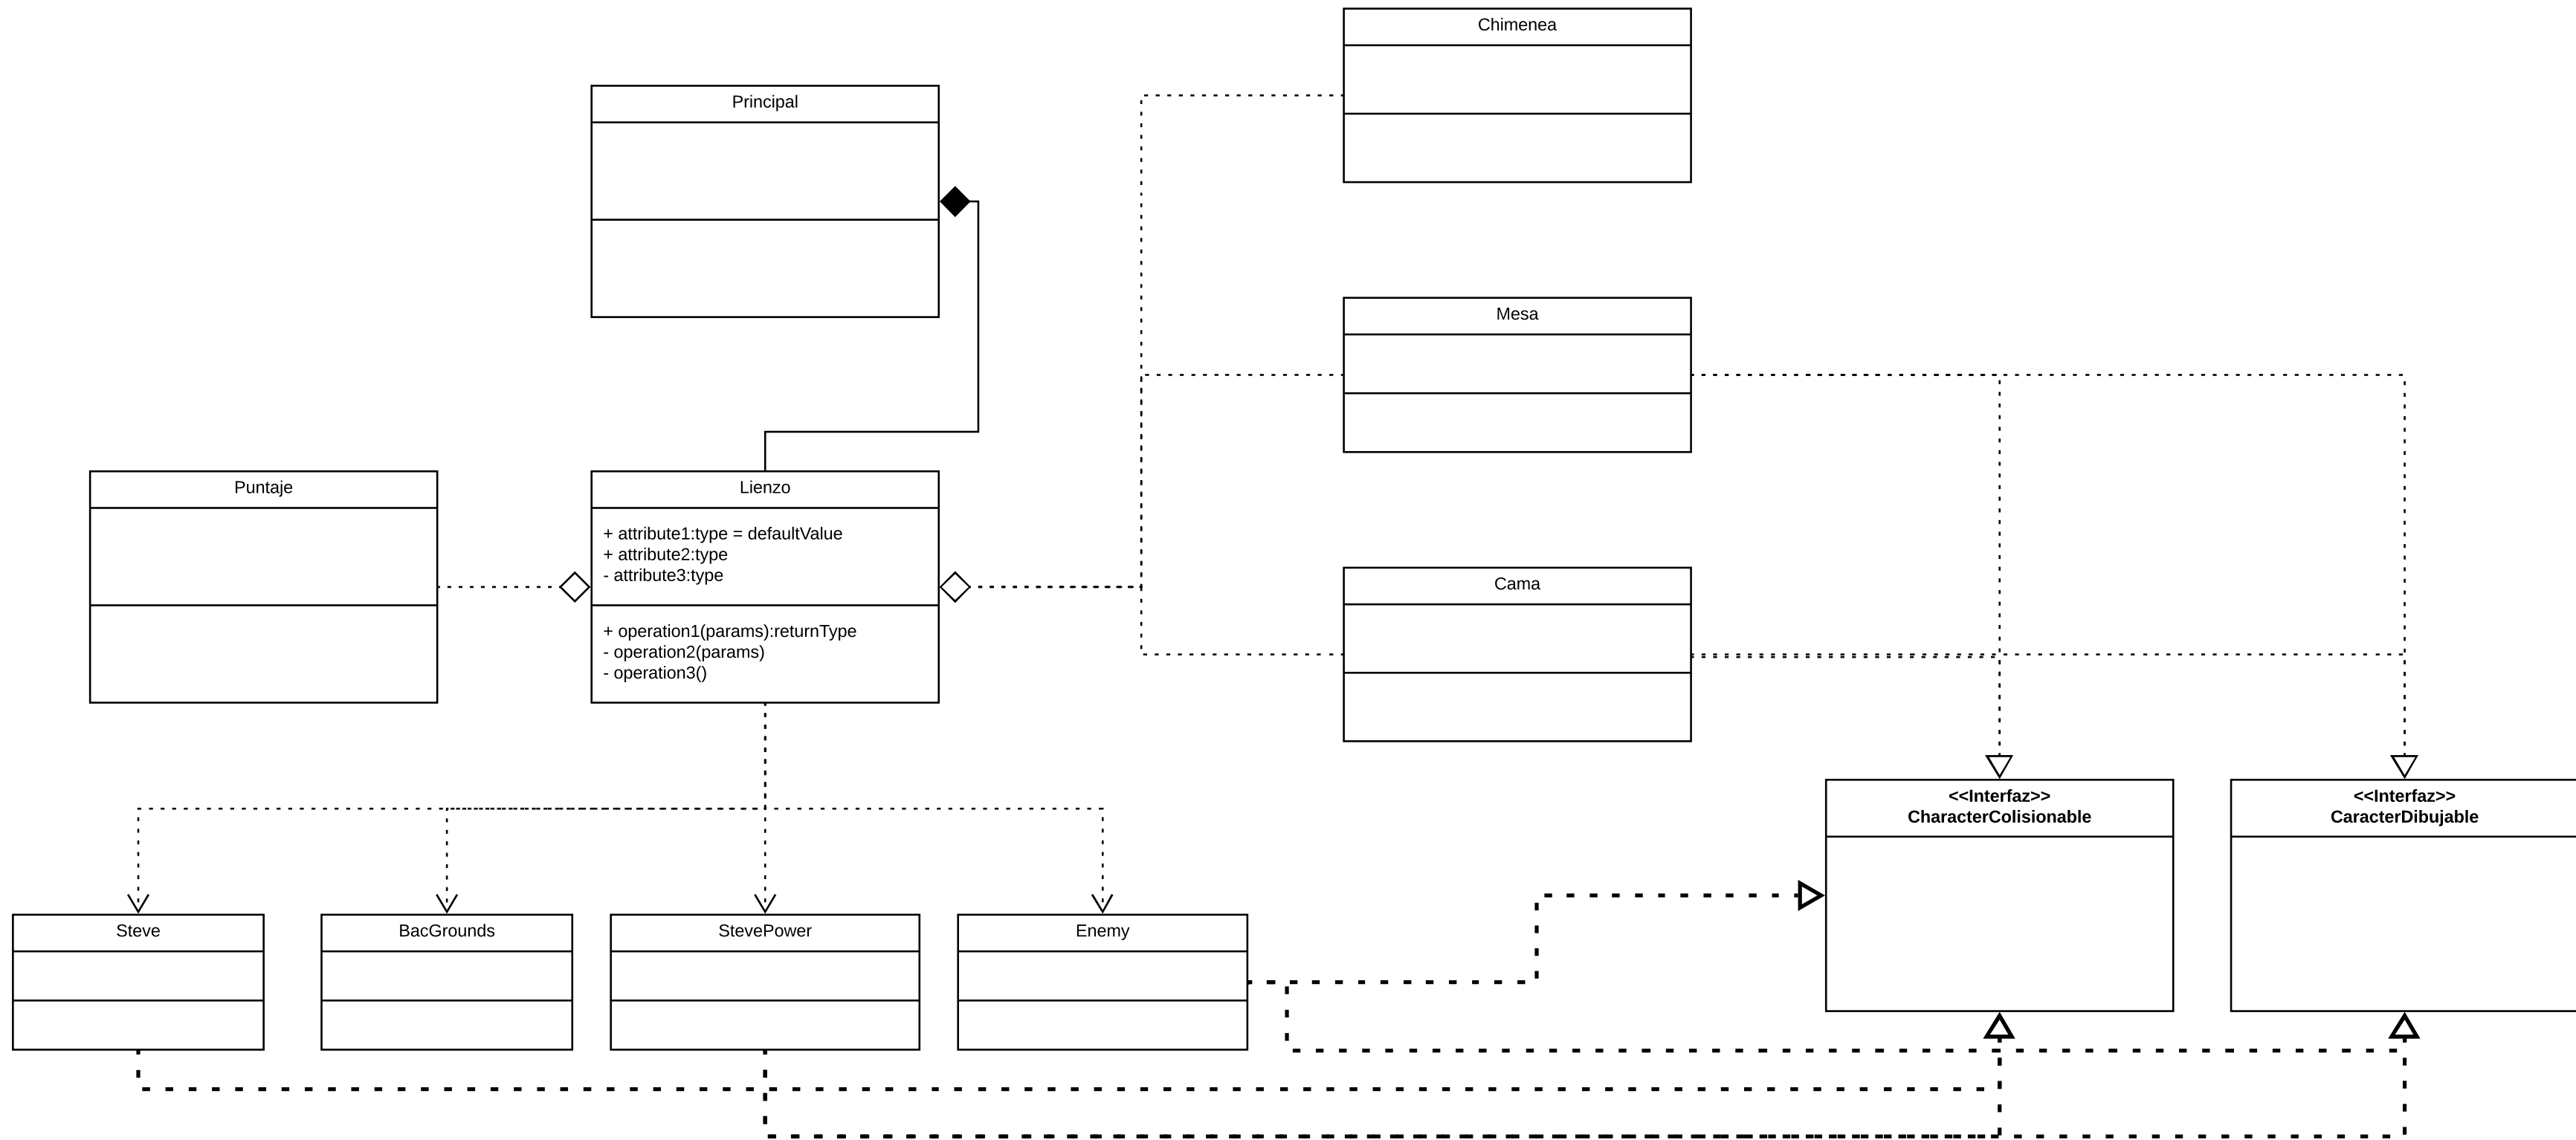 Chimenea
Principal
Mesa
Puntaje
Lienzo
+ attribute1:type = defaultValue
+ attribute2:type
- attribute3:type
+ operation1(params):returnType
- operation2(params)
- operation3()
Cama
<<Interfaz>>
CharacterColisionable
<<Interfaz>>
CaracterDibujable
Steve
BacGrounds
StevePower
Enemy